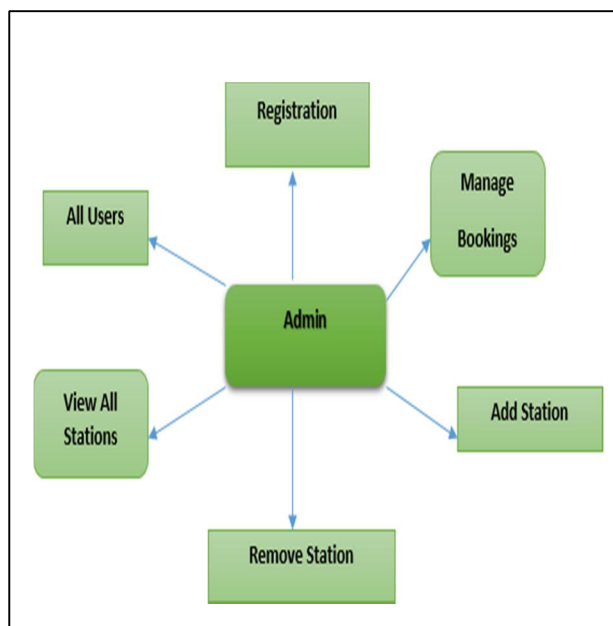 Registration
Manage
Bookings
All Users
Admin
View All
Stations
Add Station
Remove Station